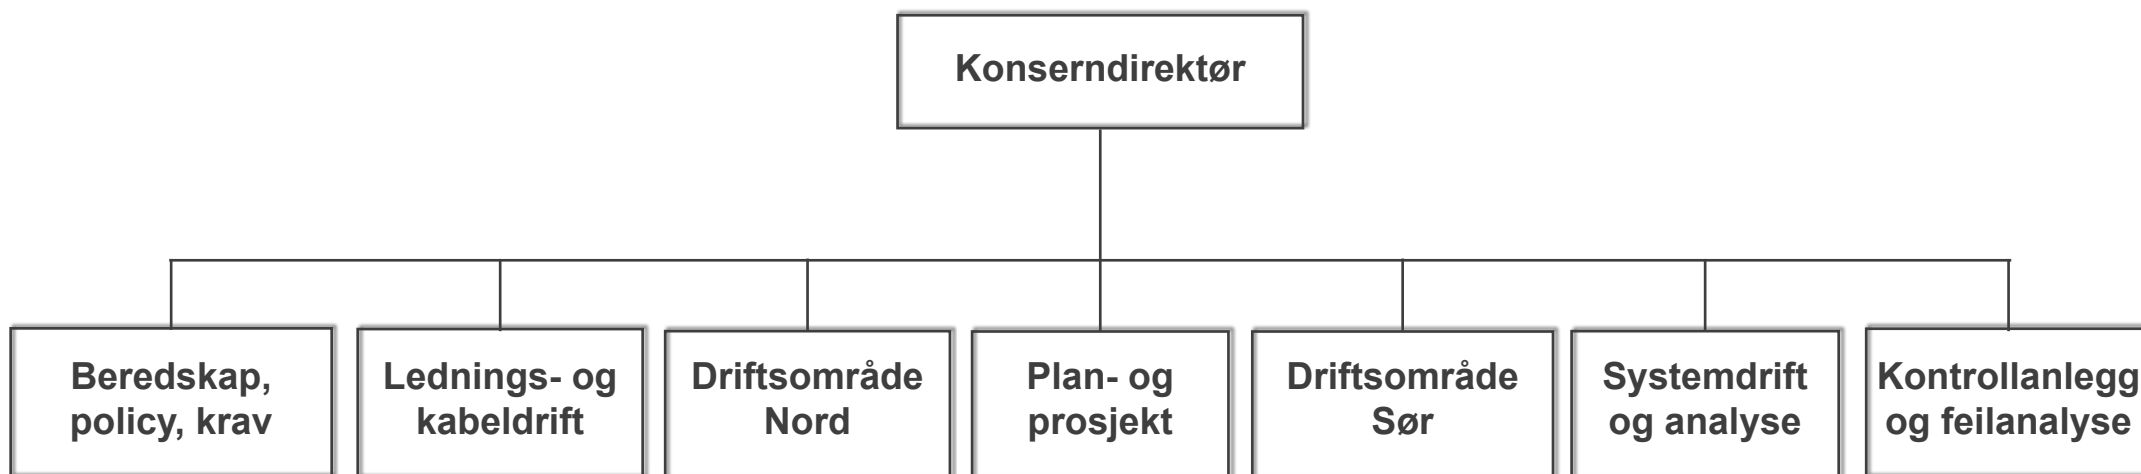 Konserndirektør
Beredskap,
policy, krav
Lednings- og
kabeldrift
Driftsområde
Nord
Plan- og
prosjekt
Driftsområde
Sør
Systemdrift
og analyse
Kontrollanlegg
og feilanalyse